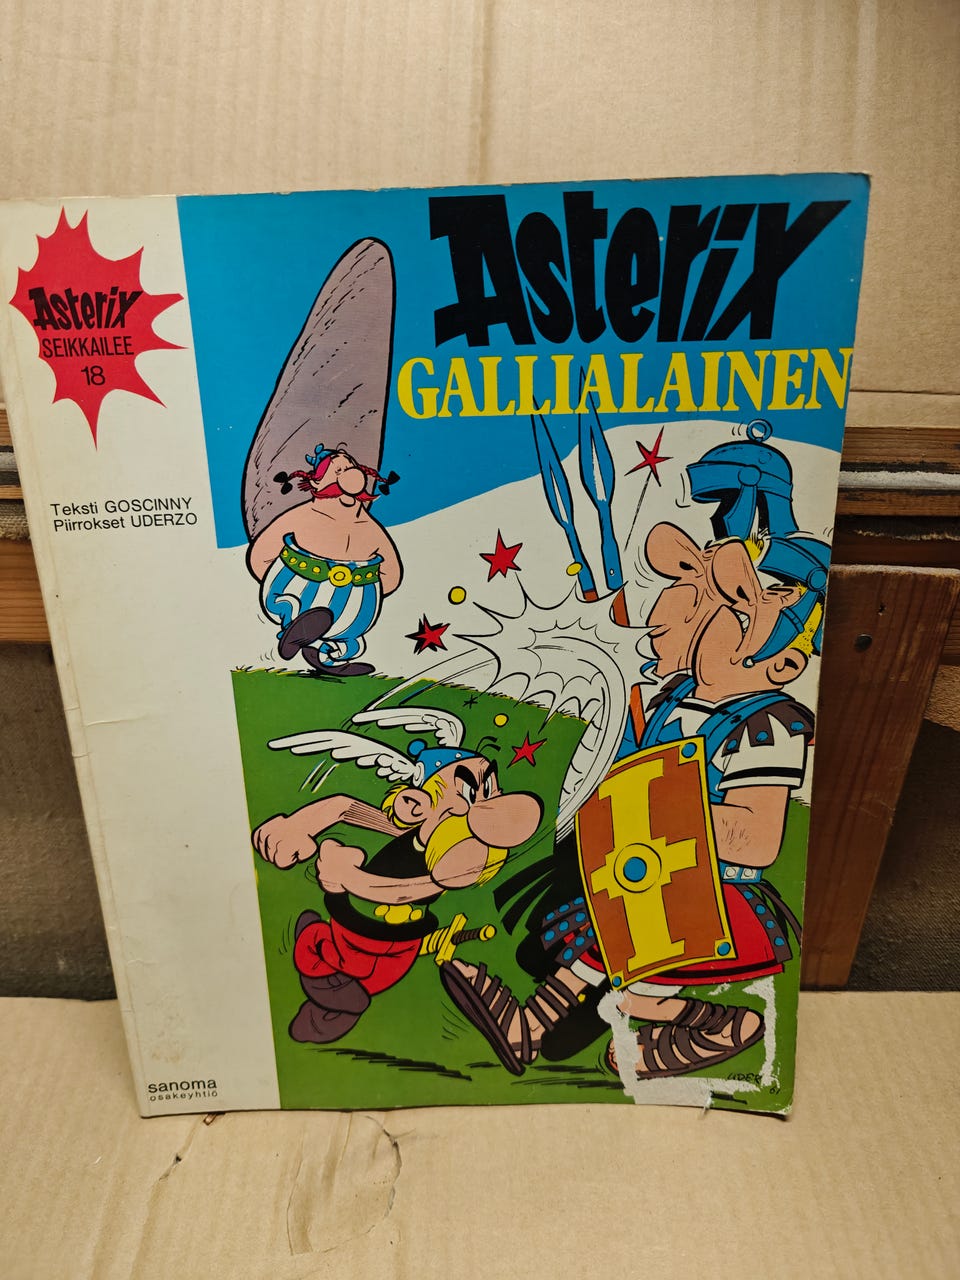 Asterix
GALLIALAINEN
Asterix
SEIKKAILEE
18
Teksti GOSCINNY
Piirrokset UDERZO
sanoma
osakeyhtiö